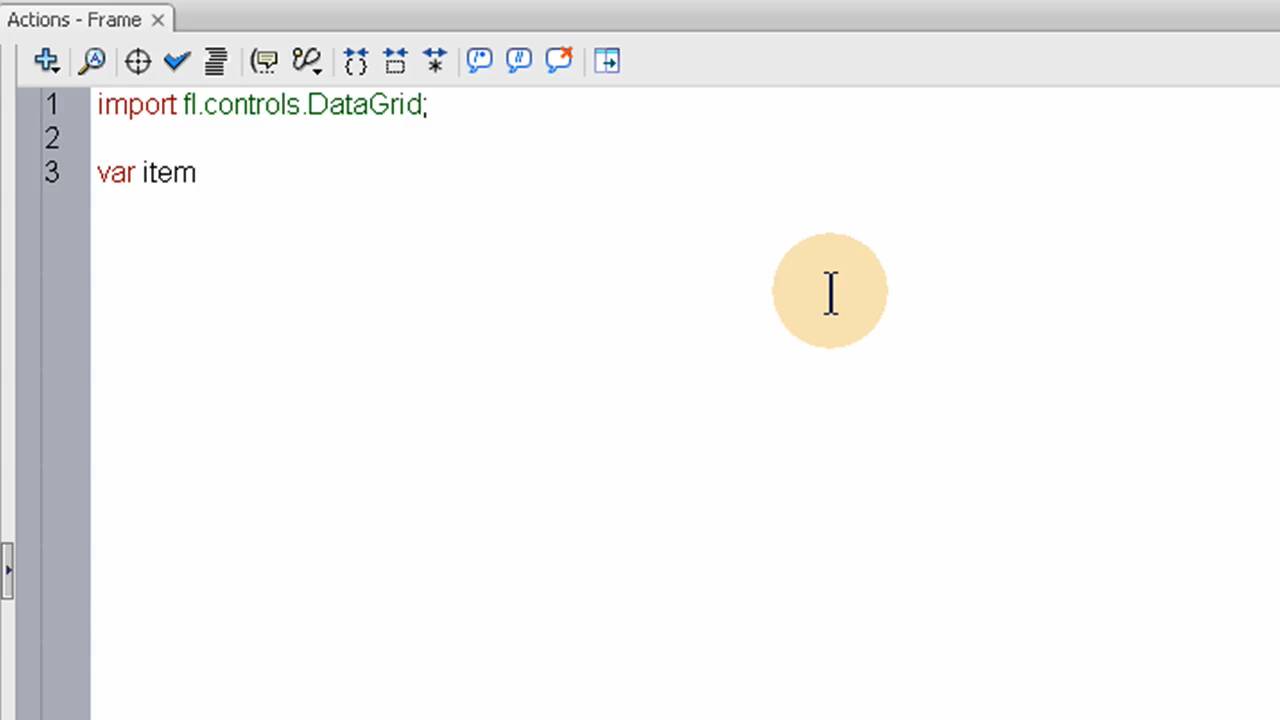 Actions - Frame
1 import fl.controls.DataGrid;
2
3 var item